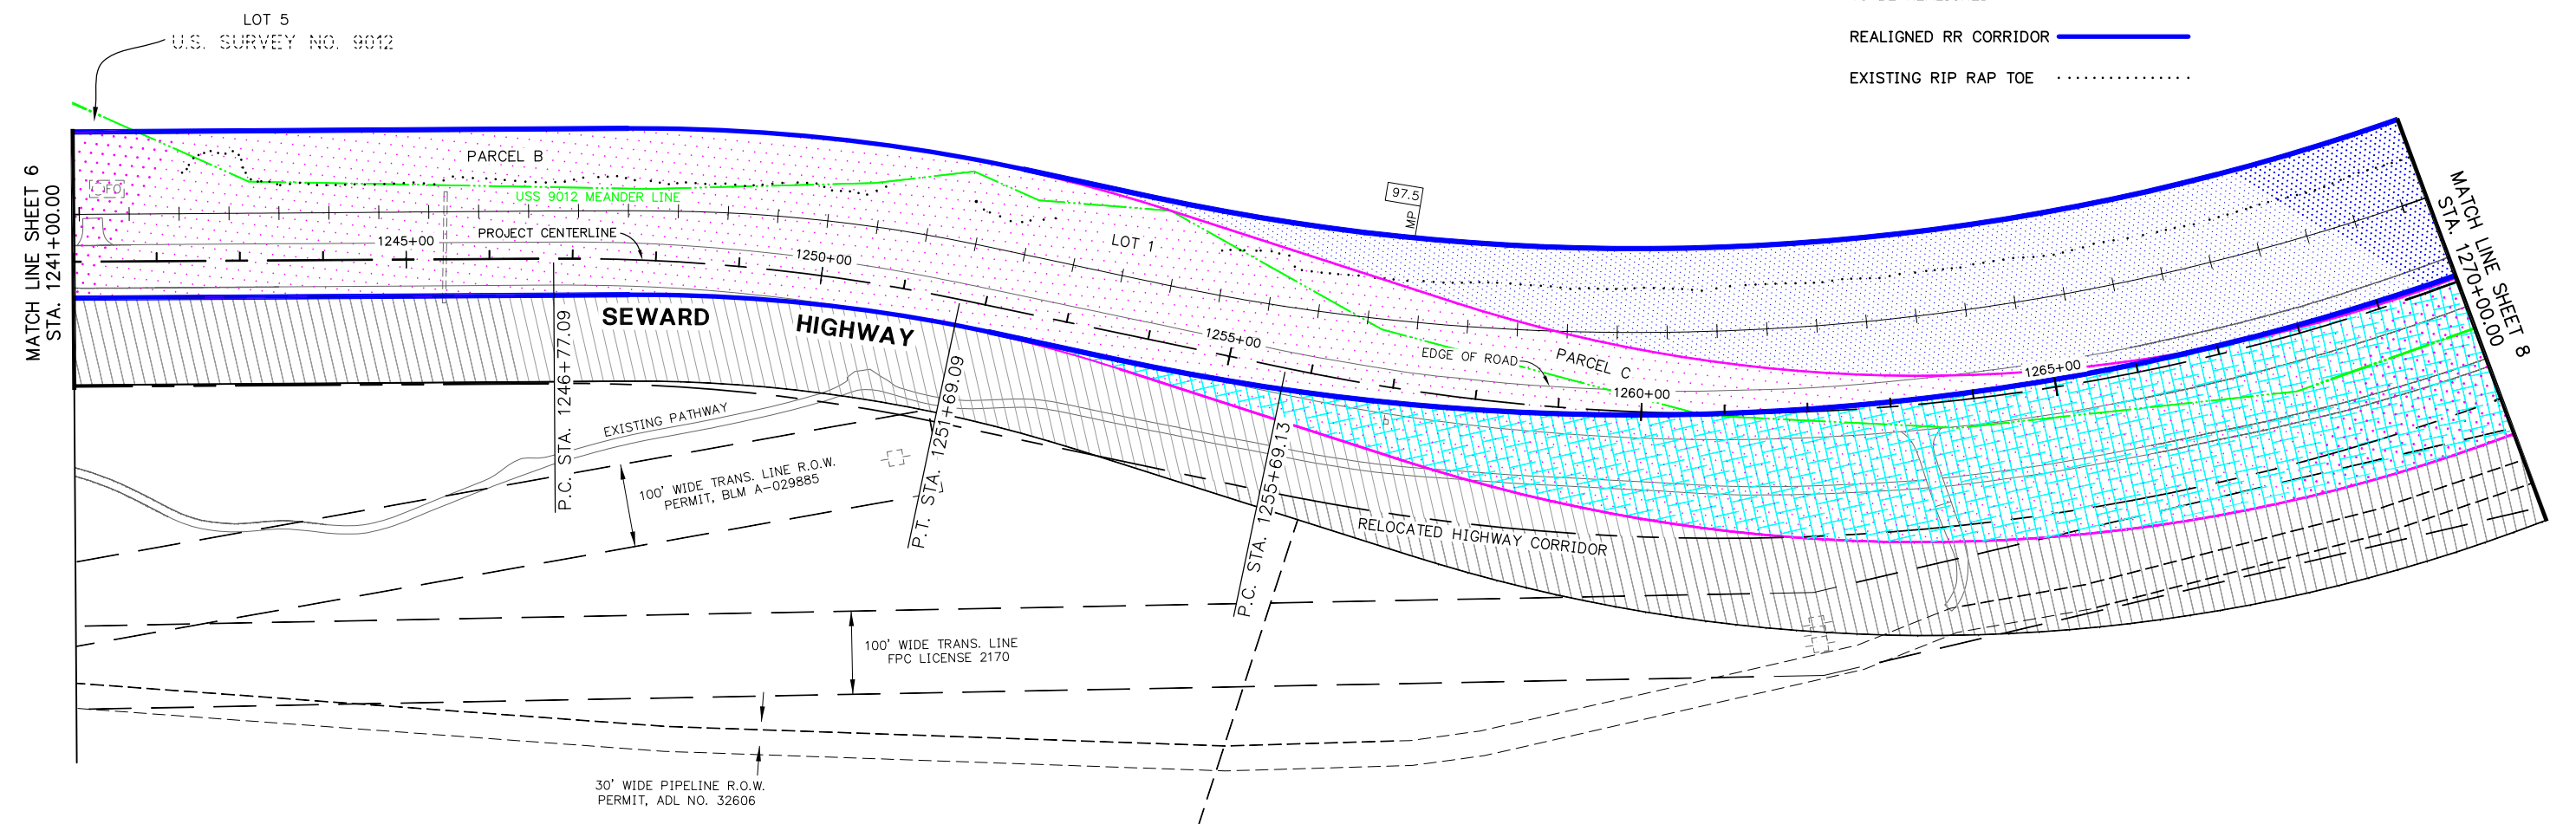 LOT 5
U.S. SURVEY NO. 9012
REALIGNED RR CORRIDOR
EXISTING RIP RAP TOE
MATCH LINE SHEET 6
STA. 1241+00.00
PARCEL B
FO
USS 9012 MEANDER LINE
1245+00
PROJECT CENTERLINE
1250+00
LOT 1
97.5
MP
1255+00
EDGE OF ROAD
PARCEL C
1260+00
1265+00
MATCH LINE SHEET 8
STA. 1270+00.00
SEWARD HIGHWAY
P.C. STA. 1246+77.09
EXISTING PATHWAY
100' WIDE TRANS. LINE R.O.W.
PERMIT, BLM A-029885
P.T. STA. 1251+69.09
P.C. STA. 1255+69.13
RELOCATED HIGHWAY CORRIDOR
100' WIDE TRANS. LINE
FPC LICENSE 2170
30' WIDE PIPELINE R.O.W.
PERMIT, ADL NO. 32606